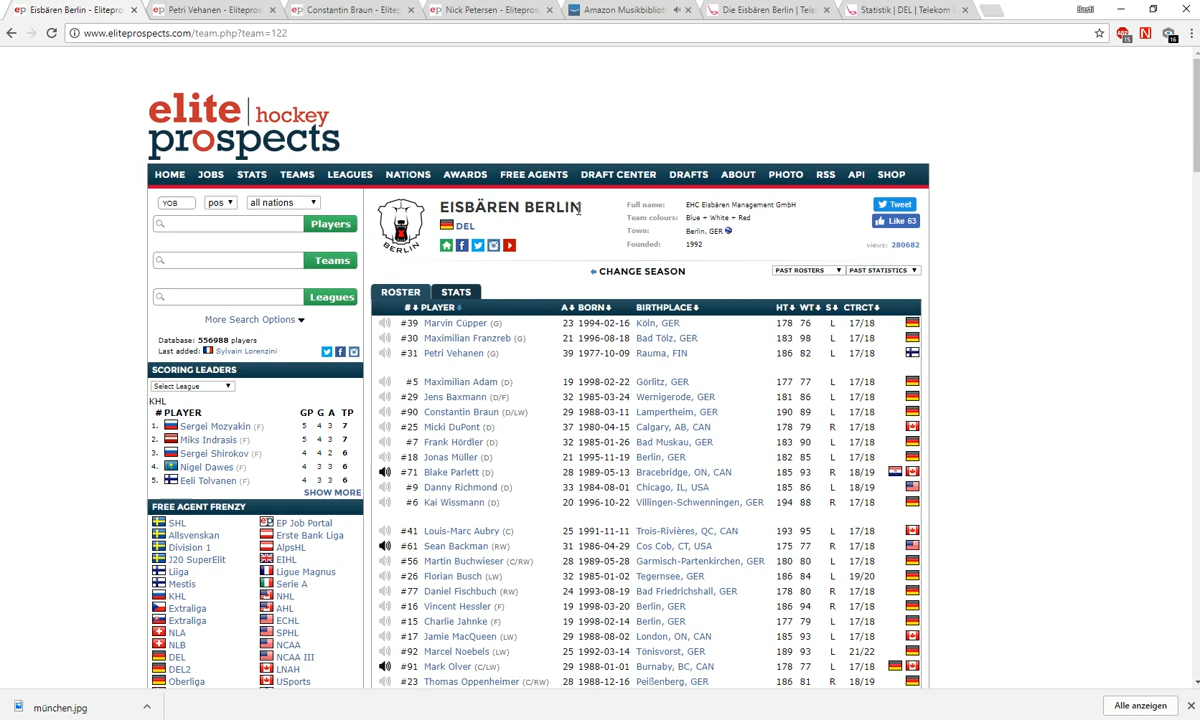 Eisbären Berlin - Eliteprosp
Petri Vehanen - Eliteprosp
Constantin Braun - Elitep
Nick Petersen - Eliteprosp
Amazon Musikbibliot
Die Eisbären Berlin | Tele
Statistik | DEL | Telekom
Basti
www.eliteprospects.com/team.php?team=122
elite hockey
prospects
HOME JOBS STATS TEAMS LEAGUES NATIONS AWARDS FREE AGENTS DRAFT CENTER DRAFTS ABOUT PHOTO RSS API SHOP
YOB pos all nations
Players
Teams
Leagues
More Search Options
Database: 556988 players
Last added: Sylvain Lorenzini
SCORING LEADERS
Select League
KHL
# PLAYER GP G A TP
1. Sergei Mozyakin (F) 5 4 3 7
2. Miks Indrasis (F) 5 4 3 7
3. Sergei Shirokov (F) 4 4 2 6
4. Nigel Dawes (F) 4 3 3 6
5. Eeli Tolvanen (F) 4 3 3 6
SHOW MORE
FREE AGENT FRENZY
SHL EP Job Portal
Allsvenskan Erste Bank Liga
Division 1 AlpsHL
J20 SuperElit EIHL
Liiga Ligue Magnus
Mestis Serie A
KHL NHL
Extraliga AHL
Extraliga ECHL
NLA SPHL
NLB NCAA
DEL NCAA III
DEL2 LNAH
Oberliga USports
BERLIN
EISBÄREN BERLIN
DEL
Full name: EHC Eisbären Management GmbH
Team colours: Blue + White + Red
Town: Berlin, GER
Founded: 1992
Tweet
Like 63
views: 280682
CHANGE SEASON
PAST ROSTERS PAST STATISTICS
ROSTER STATS
# PLAYER A BORN BIRTHPLACE HT WT S CTRCT
#39 Marvin Cüpper (G) 23 1994-02-16 Köln, GER 178 76 L 17/18
#30 Maximilian Franzreb (G) 21 1996-08-18 Bad Tölz, GER 183 98 L 17/18
#31 Petri Vehanen (G) 39 1977-10-09 Rauma, FIN 186 82 L 17/18
#5 Maximilian Adam (D) 19 1998-02-22 Görlitz, GER 177 77 L 17/18
#29 Jens Baxmann (D/F) 32 1985-03-24 Wernigerode, GER 181 86 L 17/18
#90 Constantin Braun (D/LW) 29 1988-03-11 Lampertheim, GER 190 89 L 17/18
#25 Micki DuPont (D) 37 1980-04-15 Calgary, AB, CAN 178 79 R 17/18
#7 Frank Hördler (D) 32 1985-01-26 Bad Muskau, GER 183 90 L 17/18
#18 Jonas Müller (D) 21 1995-11-19 Berlin, GER 182 85 L 17/18
#71 Blake Parlett (D) 28 1989-05-13 Bracebridge, ON, CAN 185 93 R 18/19
#9 Danny Richmond (D) 33 1984-08-01 Chicago, IL, USA 185 86 L 18/19
#6 Kai Wissmann (D) 20 1996-10-22 Villingen-Schwenningen, GER 194 88 R 17/18
#41 Louis-Marc Aubry (C) 25 1991-11-11 Trois-Rivières, QC, CAN 193 95 L 17/18
#61 Sean Backman (RW) 31 1986-04-29 Cos Cob, CT, USA 175 77 R 17/18
#56 Martin Buchwieser (C/RW) 28 1989-05-28 Garmisch-Partenkirchen, GER 180 80 L 17/18
#26 Florian Busch (LW) 32 1985-01-02 Tegernsee, GER 186 84 L 19/20
#77 Daniel Fischbuch (RW) 24 1993-08-19 Bad Friedrichshall, GER 178 80 R 17/18
#16 Vincent Hessler (F) 19 1998-03-20 Berlin, GER 186 94 R 17/18
#15 Charlie Jahnke (F) 19 1998-02-14 Berlin, GER 177 79 L 17/18
#17 Jamie MacQueen (LW) 29 1988-08-02 London, ON, CAN 185 93 L 17/18
#92 Marcel Noebels (LW) 25 1992-03-14 Tönisvorst, GER 189 93 L 21/22
#91 Mark Olver (C/LW) 29 1988-01-01 Burnaby, BC, CAN 178 77 L 17/18
#23 Thomas Oppenheimer (C/RW) 28 1988-12-16 Peißenberg, GER 186 81 R 17/18
münchen.jpg
Alle anzeigen